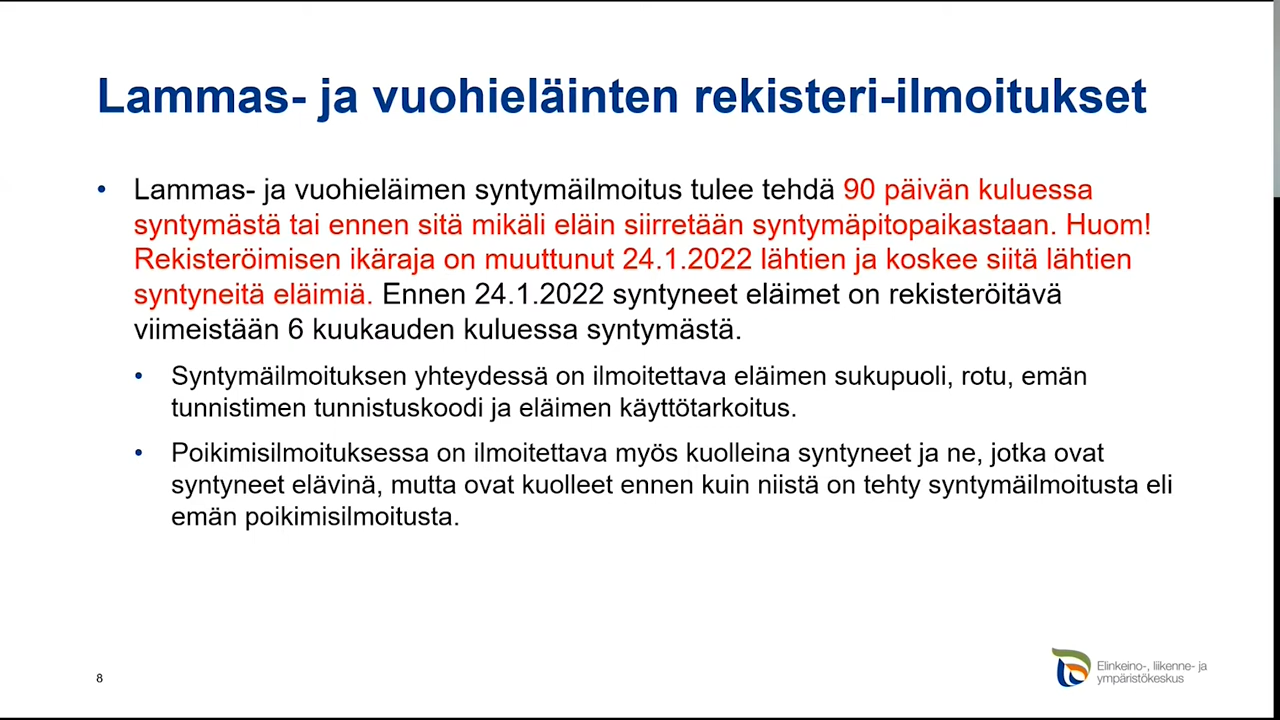 Lammas- ja vuohieläinten rekisteri-ilmoitukset
• Lammas- ja vuohieläimen syntymäilmoitus tulee tehdä 90 päivän kuluessa
syntymästä tai ennen sitä mikäli eläin siirretään syntymäpitopaikastaan. Huom!
Rekisteröimisen ikäraja on muuttunut 24.1.2022 lähtien ja koskee siitä lähtien
syntyneitä eläimiä. Ennen 24.1.2022 syntyneet eläimet on rekisteröitävä
viimeistään 6 kuukauden kuluessa syntymästä.
• Syntymäilmoituksen yhteydessä on ilmoitettava eläimen sukupuoli, rotu, emän
tunnistimen tunnistuskoodi ja eläimen käyttötarkoitus.
• Poikimisilmoituksessa on ilmoitettava myös kuolleina syntyneet ja ne, jotka ovat
syntyneet elävinä, mutta ovat kuolleet ennen kuin niistä on tehty syntymäilmoitusta eli
emän poikimisilmoitusta.
8
Elinkeino-, liikenne- ja
ympäristökeskus